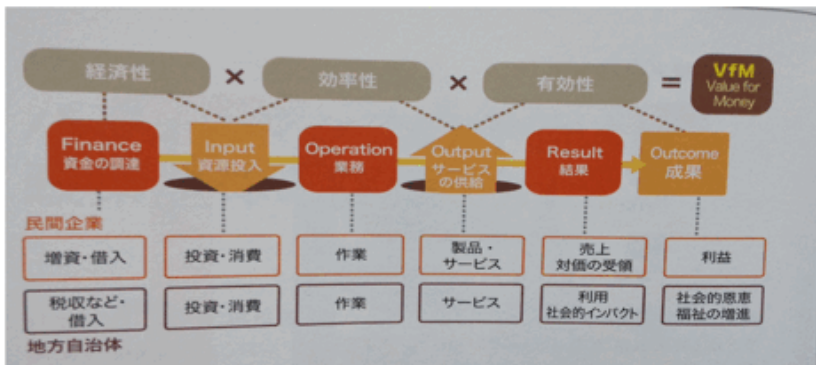 経済性 × 効率性 × 有効性 = VfM
Value for
Money
Finance
資金の調達
Input
資源投入
Operation
業務
Output
サービス
の供給
Result
結果
Outcome
成果
民間企業
増資・借入
投資・消費
作業
製品・
サービス
売上
対価の受領
利益
税収など・
借入
投資・消費
作業
サービス
利用
社会的インパクト
社会的恩恵
福祉の増進
地方自治体